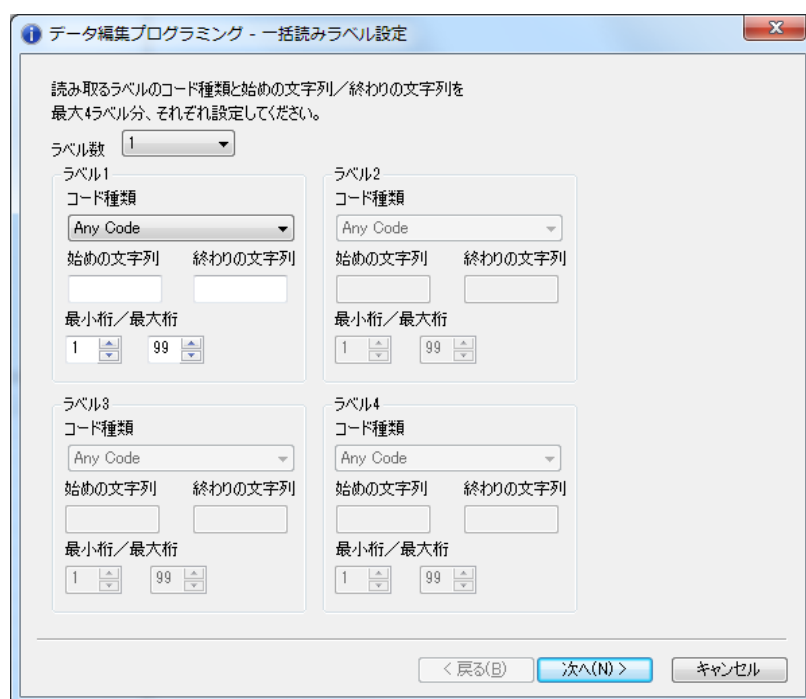 データ編集プログラミング - 一括読みラベル設定
読み取るラベルのコード種類と始めの文字列／終わりの文字列を
最大4ラベル分、それぞれ設定してください。
ラベル数 1
ラベル1
コード種類
Any Code
始めの文字列 終わりの文字列
最小桁／最大桁
1 99
ラベル2
コード種類
Any Code
始めの文字列 終わりの文字列
最小桁／最大桁
1 99
ラベル3
コード種類
Any Code
始めの文字列 終わりの文字列
最小桁／最大桁
1 99
ラベル4
コード種類
Any Code
始めの文字列 終わりの文字列
最小桁／最大桁
1 99
< 戻る(B) 次へ(N) > キャンセル